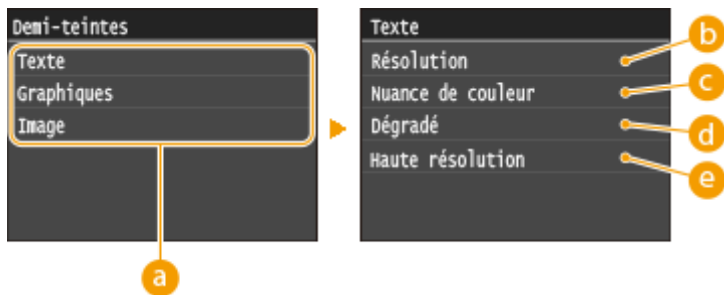 Demi-teintes
Texte
Graphiques
Image
a
Texte
Résolution
Nuance de couleur
Dégradé
Haute résolution
b
c
d
e